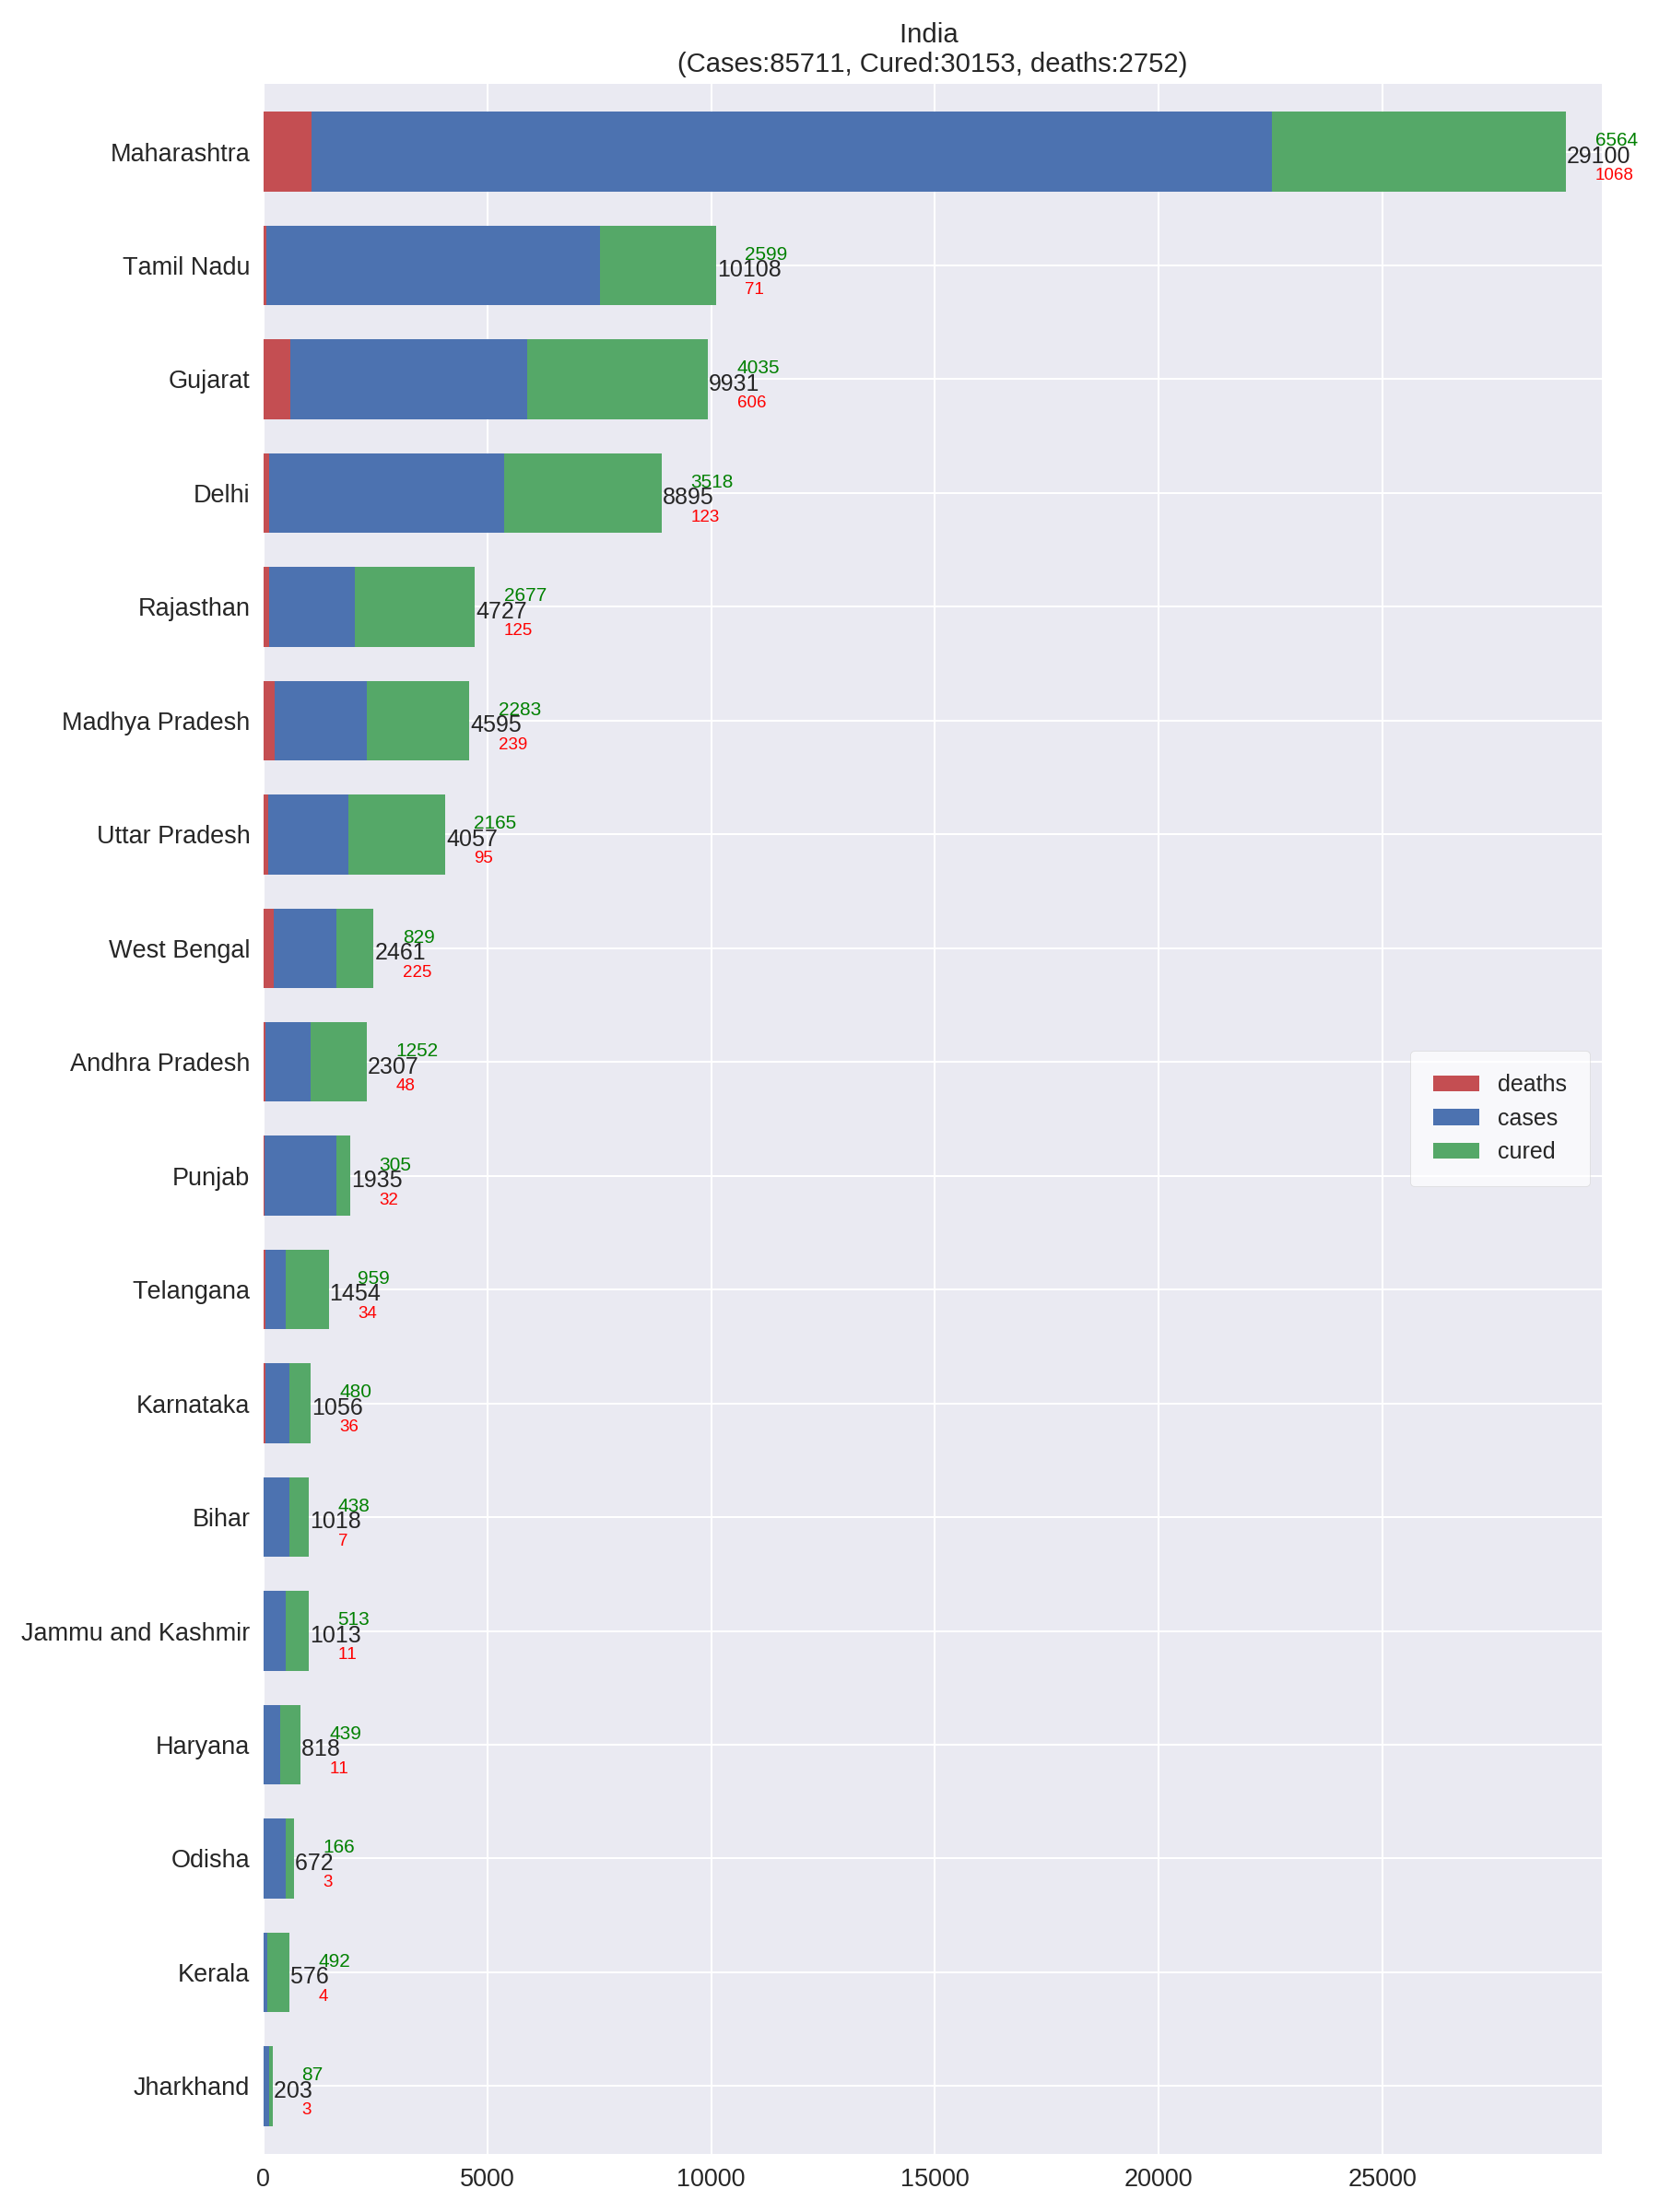 India
(Cases:85711, Cured:30153, deaths:2752)
Maharashtra
6564
29100
1068
Tamil Nadu
2599
10108
71
Gujarat
4035
9931
606
Delhi
3518
8895
123
Rajasthan
2677
4727
125
Madhya Pradesh
2283
4595
239
Uttar Pradesh
2165
4057
95
West Bengal
829
2461
225
Andhra Pradesh
1252
2307
48
deaths
cases
cured
Punjab
305
1935
32
Telangana
959
1454
34
Karnataka
480
1056
36
Bihar
438
1018
7
Jammu and Kashmir
513
1013
11
Haryana
439
818
11
Odisha
166
672
3
Kerala
492
576
4
Jharkhand
87
203
3
0 5000 10000 15000 20000 25000